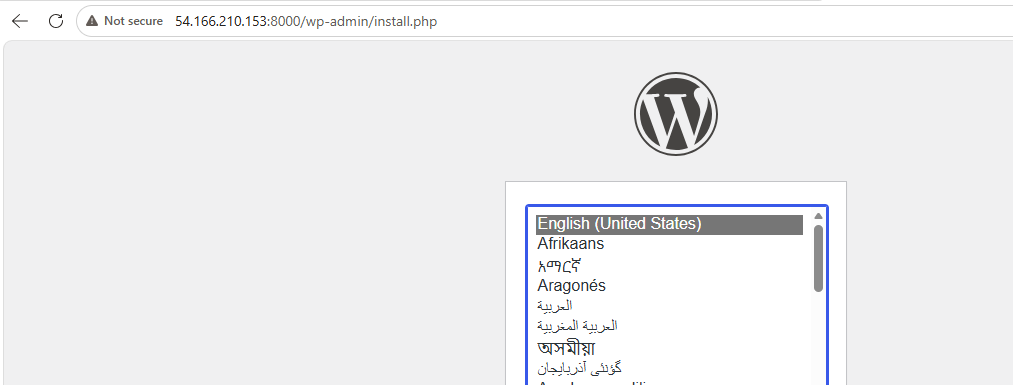 Not secure 54.166.210.153:8000/wp-admin/install.php
English (United States)
Afrikaans
አማርኛ
Aragonés
العربية
العربية المغربية
অসমীয়া
گؤنئی آذربایجان